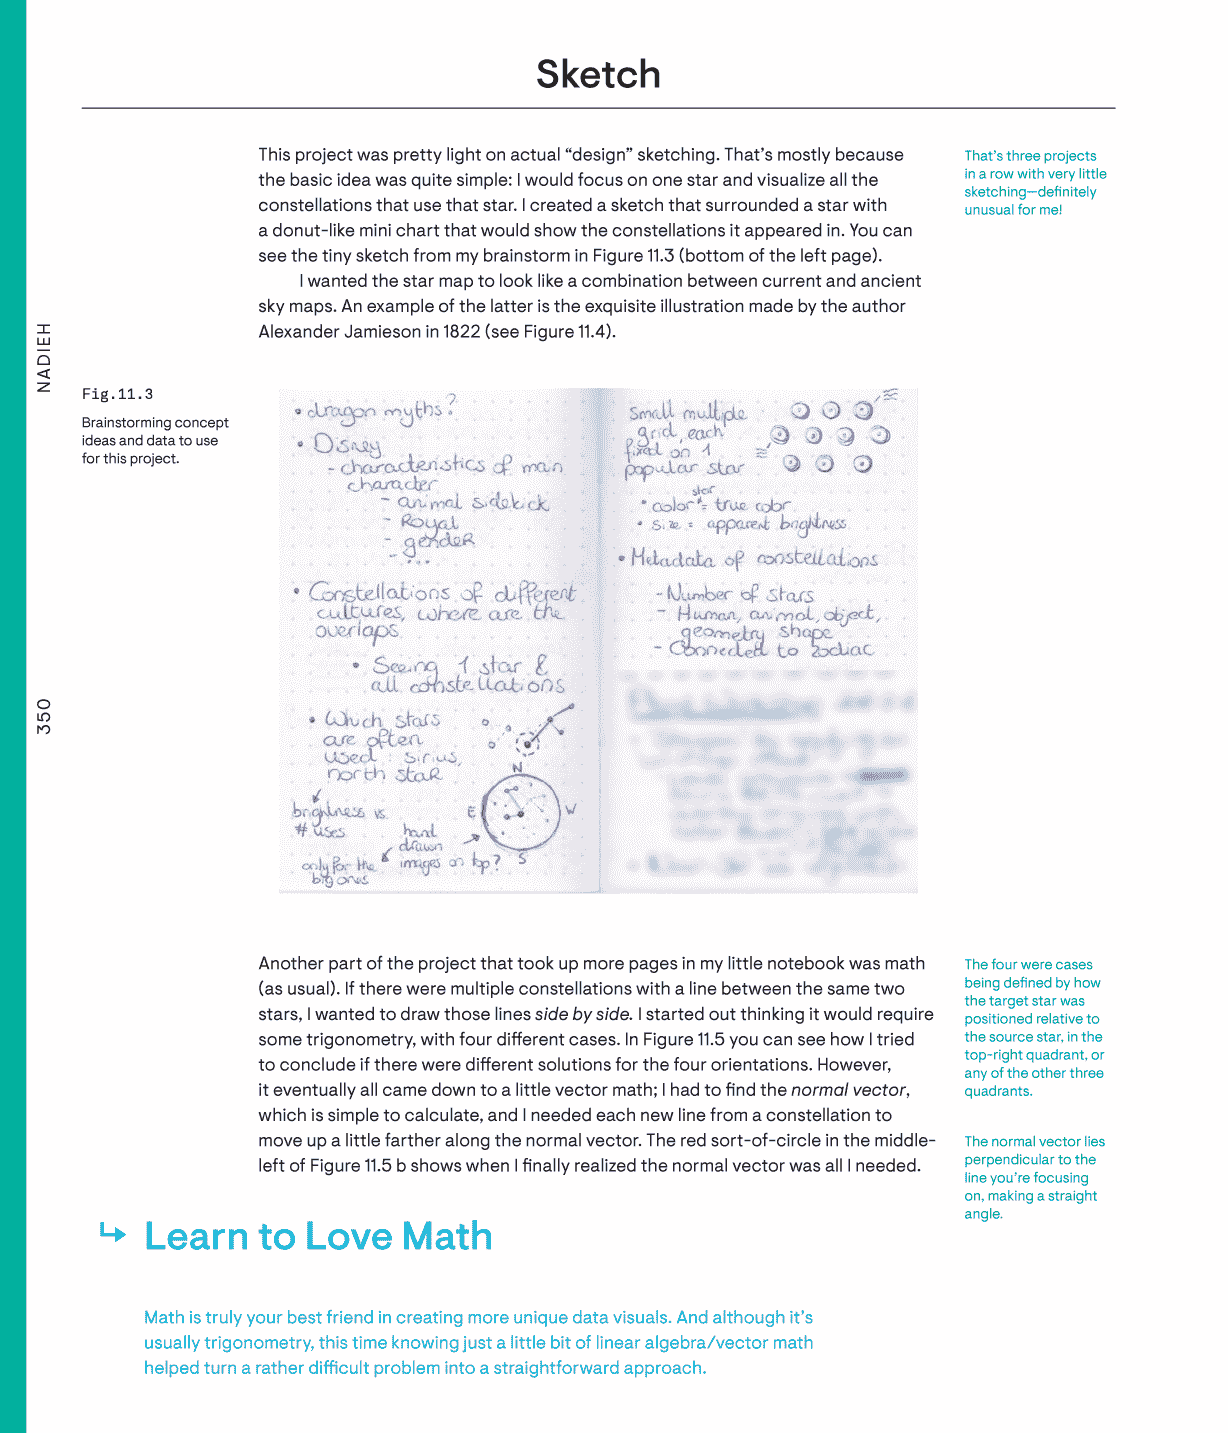 Sketch
This project was pretty light on actual “design” sketching. That’s mostly because
the basic idea was quite simple: I would focus on one star and visualize all the
constellations that use that star. I created a sketch that surrounded a star with
a donut-like mini chart that would show the constellations it appeared in. You can
see the tiny sketch from my brainstorm in Figure 11.3 (bottom of the left page).
I wanted the star map to look like a combination between current and ancient
sky maps. An example of the latter is the exquisite illustration made by the author
Alexander Jamieson in 1822 (see Figure 11.4).
That’s three projects
in a row with very little
sketching—definitely
unusual for me!
NADIEH
350
Fig.11.3
Brainstorming concept
ideas and data to use
for this project.
• dragon myths?
• Disney
- characteristics of main
character
- animal sidekick
- Royal
- gender
- ...
• Constellations of different
cultures, where are the
overlaps
• Seeing 1 star &
all constellations
• Which stars
are often
used : sirius,
north star
brightness vs.
# uses
hand
drawn
images on top?
only for the
big ones
N
E
W
S
small multiple
grid, each
fixed on 1
popular star
• color star = true color
• size = apparent brightness
• Metadata of constellations
- Number of stars
- Human, animal, object,
geometry shape
- Connected to zodiac
Another part of the project that took up more pages in my little notebook was math
(as usual). If there were multiple constellations with a line between the same two
stars, I wanted to draw those lines side by side. I started out thinking it would require
some trigonometry, with four different cases. In Figure 11.5 you can see how I tried
to conclude if there were different solutions for the four orientations. However,
it eventually all came down to a little vector math; I had to find the normal vector,
which is simple to calculate, and I needed each new line from a constellation to
move up a little farther along the normal vector. The red sort-of-circle in the middle-
left of Figure 11.5 b shows when I finally realized the normal vector was all I needed.
The four were cases
being defined by how
the target star was
positioned relative to
the source star, in the
top-right quadrant, or
any of the other three
quadrants.
The normal vector lies
perpendicular to the
line you’re focusing
on, making a straight
angle.
↳ Learn to Love Math
Math is truly your best friend in creating more unique data visuals. And although it’s
usually trigonometry, this time knowing just a little bit of linear algebra/vector math
helped turn a rather difficult problem into a straightforward approach.